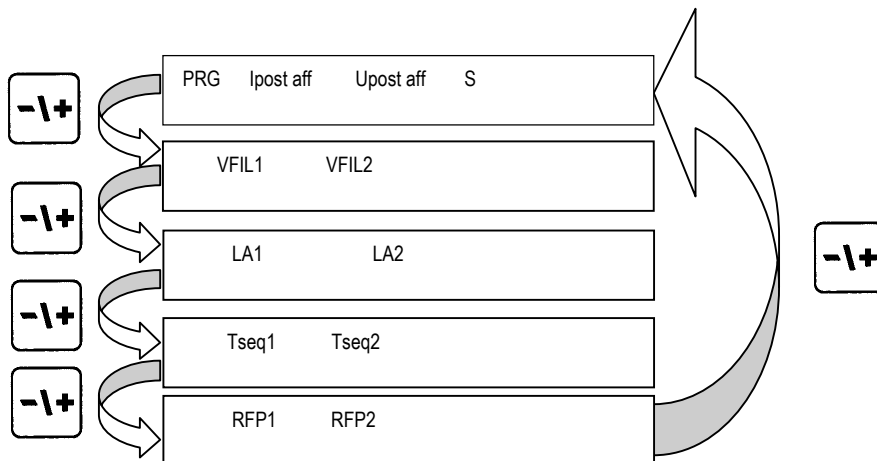 PRG Ipost aff Upost aff S
-\+
VFIL1 VFIL2
-\+
LA1 LA2
-\+
-\+
Tseq1 Tseq2
-\+
RFP1 RFP2